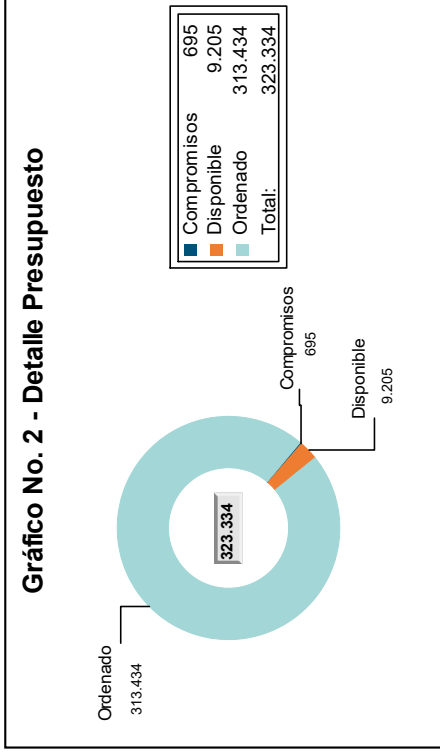 Gráfico No. 2 - Detalle Presupuesto
Ordenado
313.434
323.334
Compromisos
695
Disponible
9.205
Compromisos 695
Disponible 9.205
Ordenado 313.434
Total: 323.334